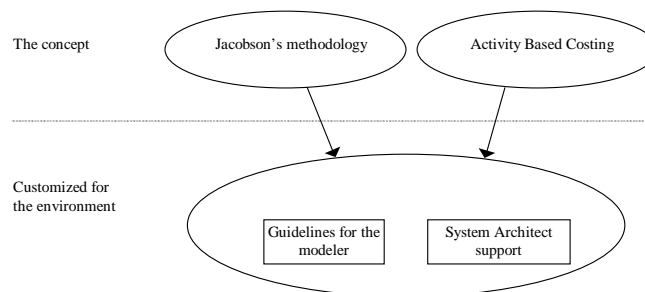 The concept
Jacobson's methodology
Activity Based Costing
Customized for
the environment
Guidelines for the
modeler
System Architect
support